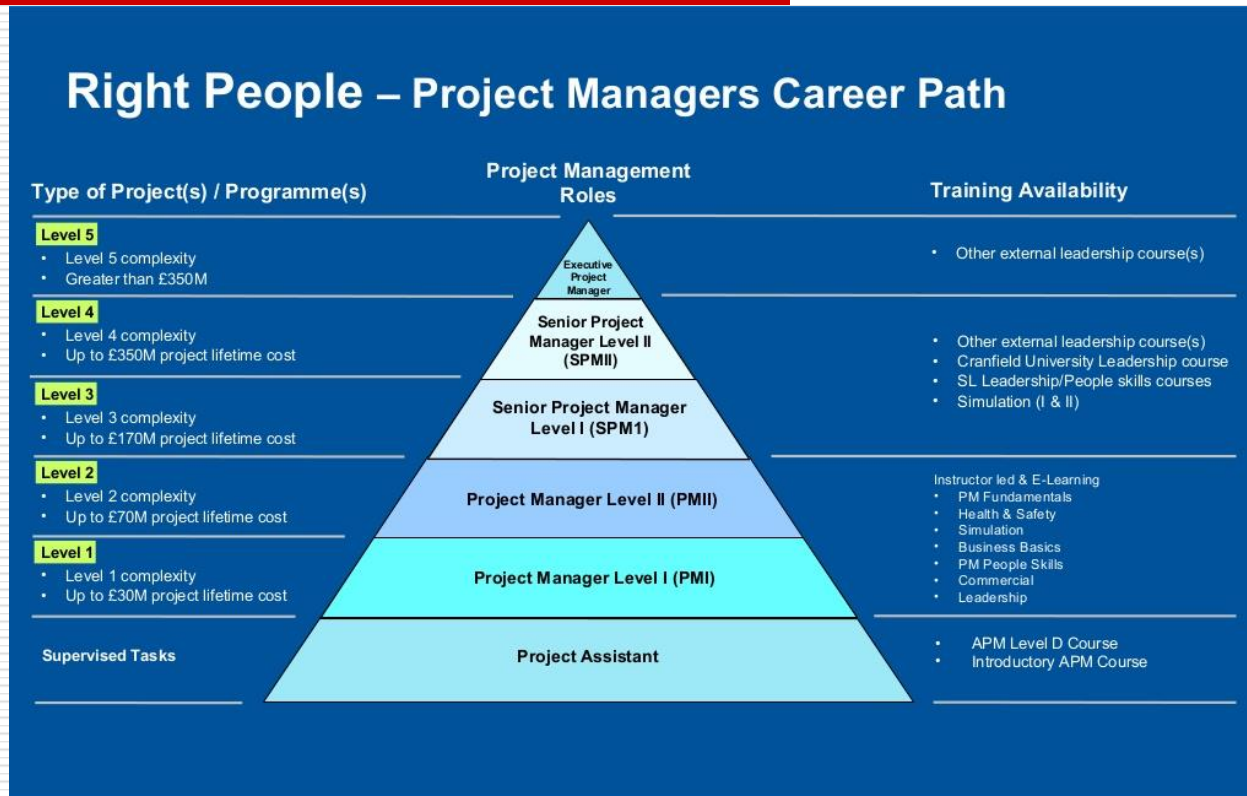 Right People – Project Managers Career Path
Type of Project(s) / Programme(s)
Project Management
Roles
Training Availability
Level 5
• Level 5 complexity
• Greater than £350M
Executive
Project
Manager
• Other external leadership course(s)
Level 4
• Level 4 complexity
• Up to £350M project lifetime cost
Senior Project
Manager Level II
(SPMII)
• Other external leadership course(s)
• Cranfield University Leadership course
• SL Leadership/People skills courses
• Simulation (I & II)
Level 3
• Level 3 complexity
• Up to £170M project lifetime cost
Senior Project Manager
Level I (SPM1)
Level 2
• Level 2 complexity
• Up to £70M project lifetime cost
Project Manager Level II (PMII)
Instructor led & E-Learning
• PM Fundamentals
• Health & Safety
• Simulation
• Business Basics
• PM People Skills
• Commercial
• Leadership
Level 1
• Level 1 complexity
• Up to £30M project lifetime cost
Project Manager Level I (PMI)
Supervised Tasks
Project Assistant
• APM Level D Course
• Introductory APM Course